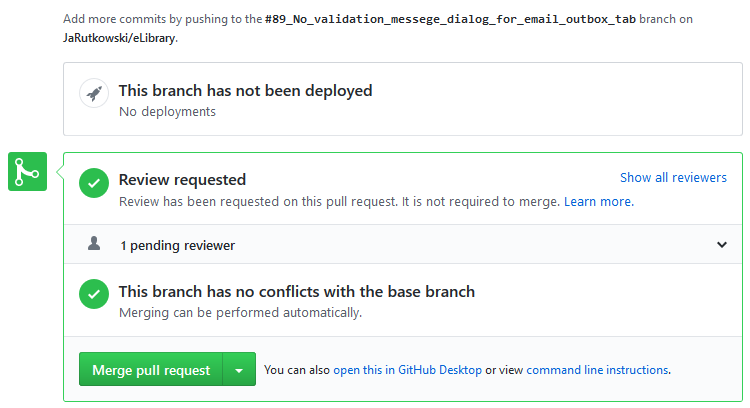 Add more commits by pushing to the #89_No_validation_messege_dialog_for_email_outbox_tab branch on
JaRutkowski/eLibrary.
This branch has not been deployed
No deployments
Review requested
Show all reviewers
Review has been requested on this pull request. It is not required to merge. Learn more.
1 pending reviewer
This branch has no conflicts with the base branch
Merging can be performed automatically.
Merge pull request
You can also open this in GitHub Desktop or view command line instructions.